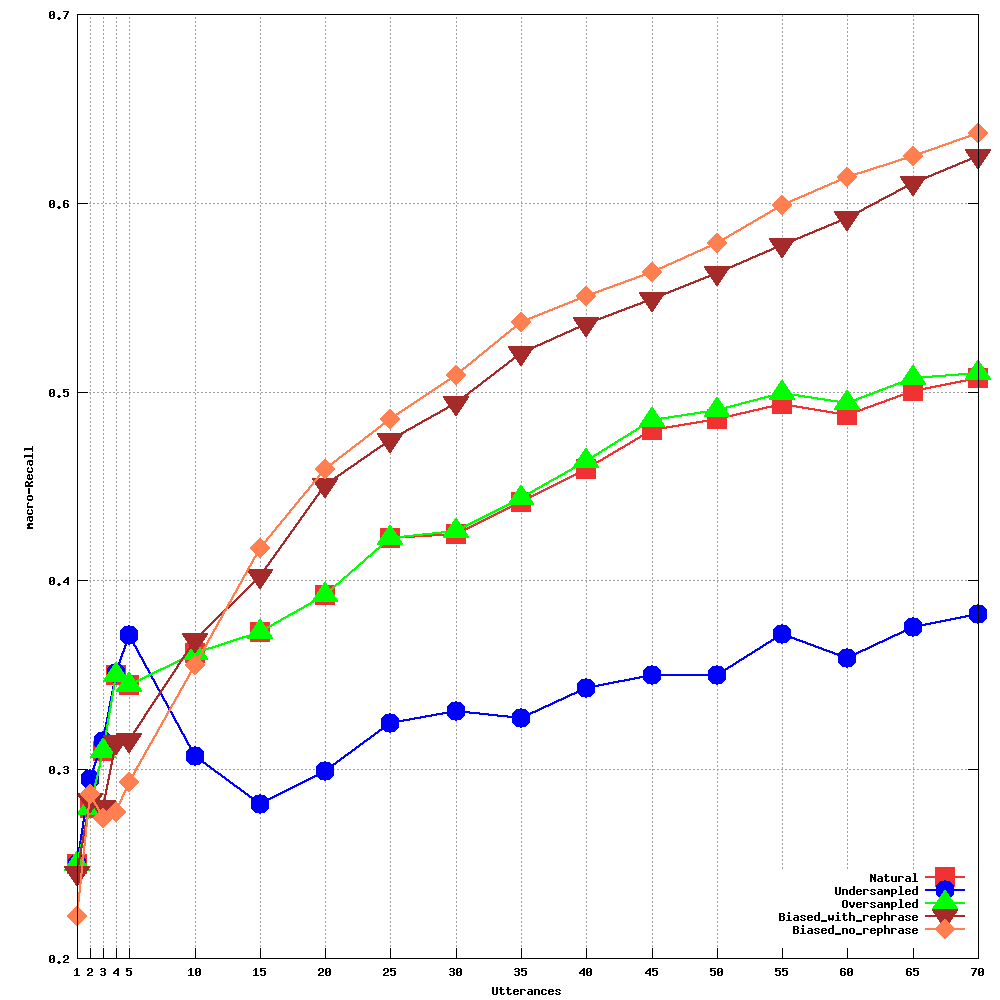 0.7
0.6
0.5
0.4
0.3
0.2
macro-Recall
1 2 3 4 5 10 15 20 25 30 35 40 45 50 55 60 65 70
Utterances
Natural
Undersampled
Oversampled
Biased_with_rephrase
Biased_no_rephrase